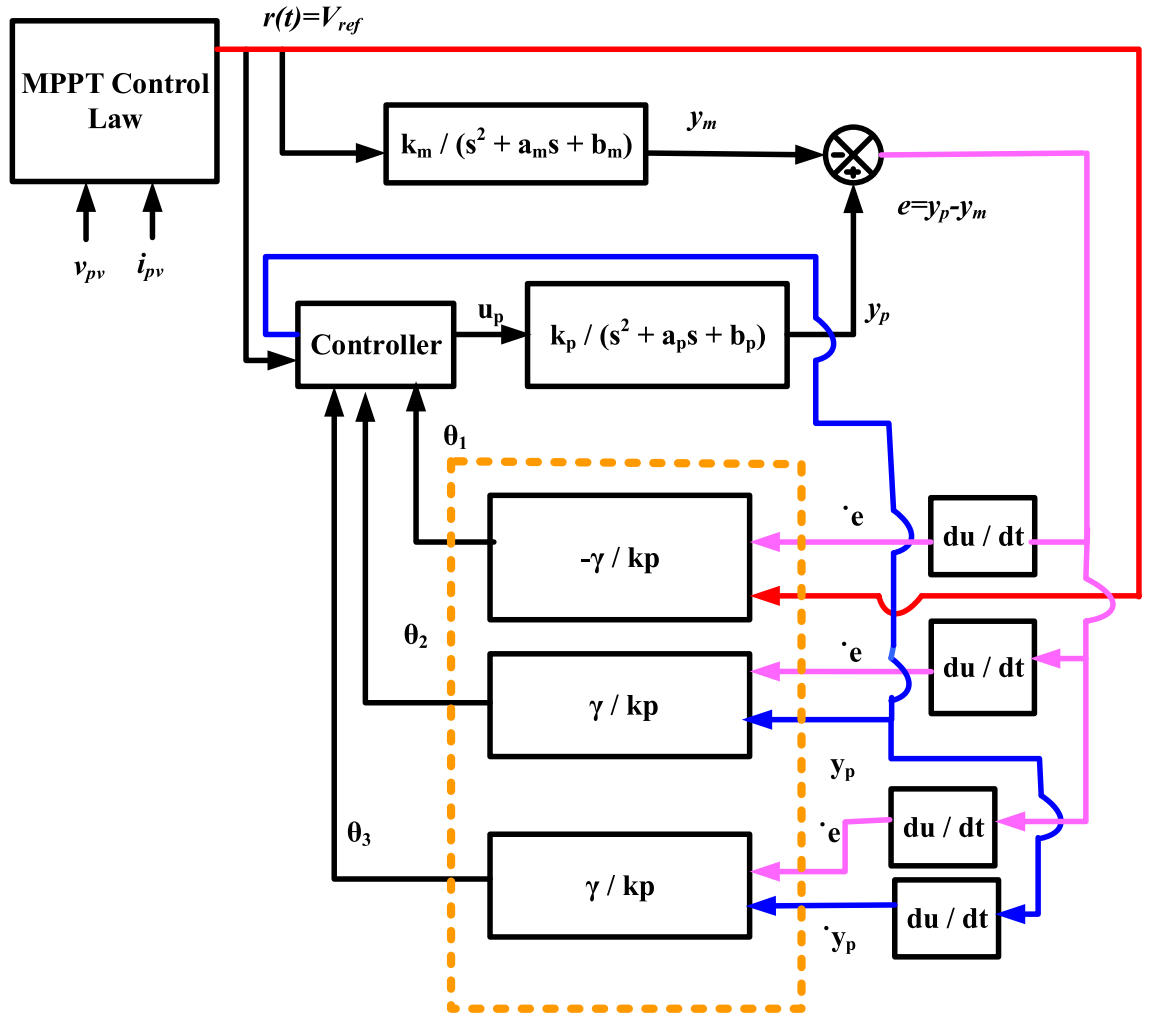 r(t)=Vref
MPPT Control
Law
km / (s2 + ams + bm)
ym
-
+
e=yp-ym
vpv
ipv
Controller
up
kp / (s2 + aps + bp)
yp
θ1
-γ / kp
˙e
du / dt
θ2
γ / kp
˙e
du / dt
yp
θ3
γ / kp
˙e
du / dt
˙yp
du / dt